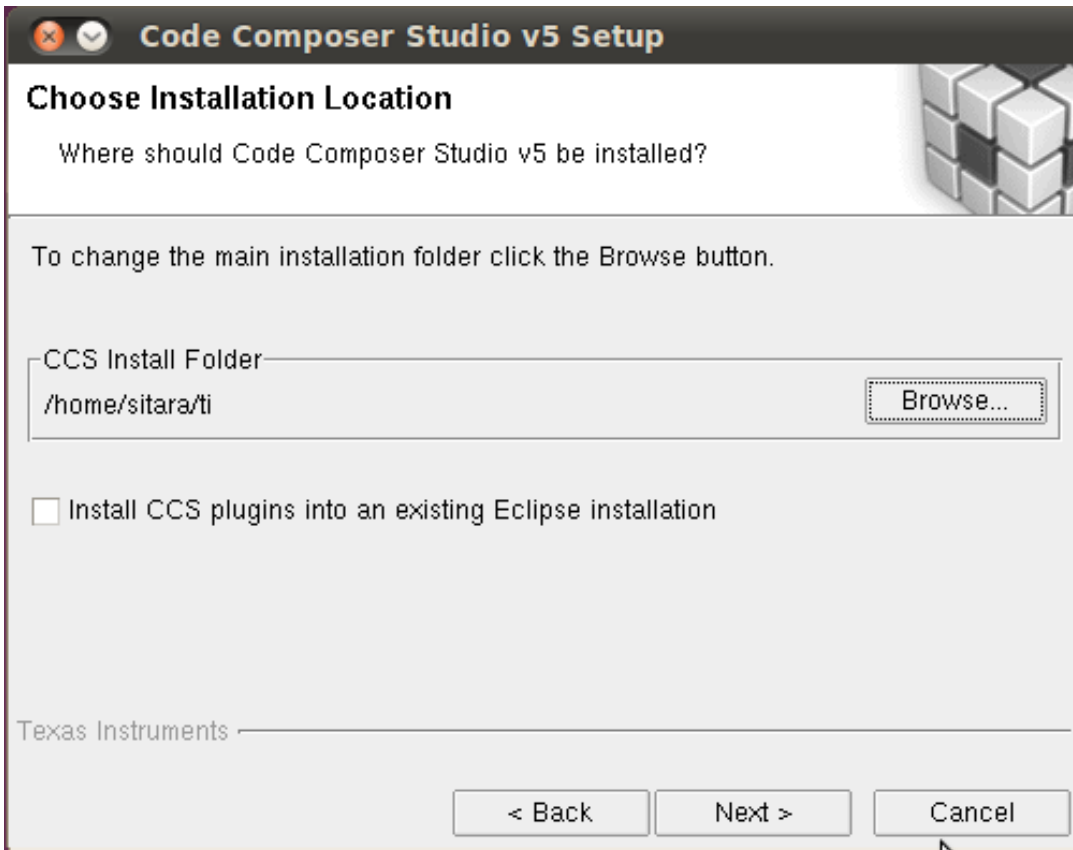 Code Composer Studio v5 Setup
Choose Installation Location
Where should Code Composer Studio v5 be installed?
To change the main installation folder click the Browse button.
CCS Install Folder
/home/sitara/ti
Browse...
Install CCS plugins into an existing Eclipse installation
Texas Instruments
< Back
Next >
Cancel